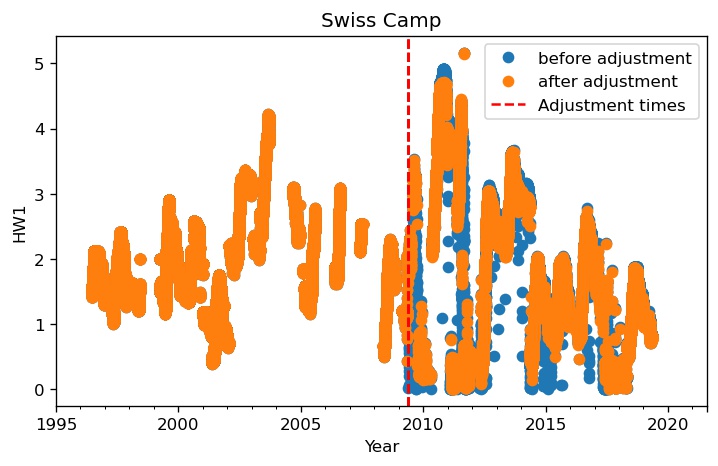 Swiss Camp
before adjustment
after adjustment
Adjustment times
5
4
3
2
1
0
HW1
1995 2000 2005 2010 2015 2020
Year